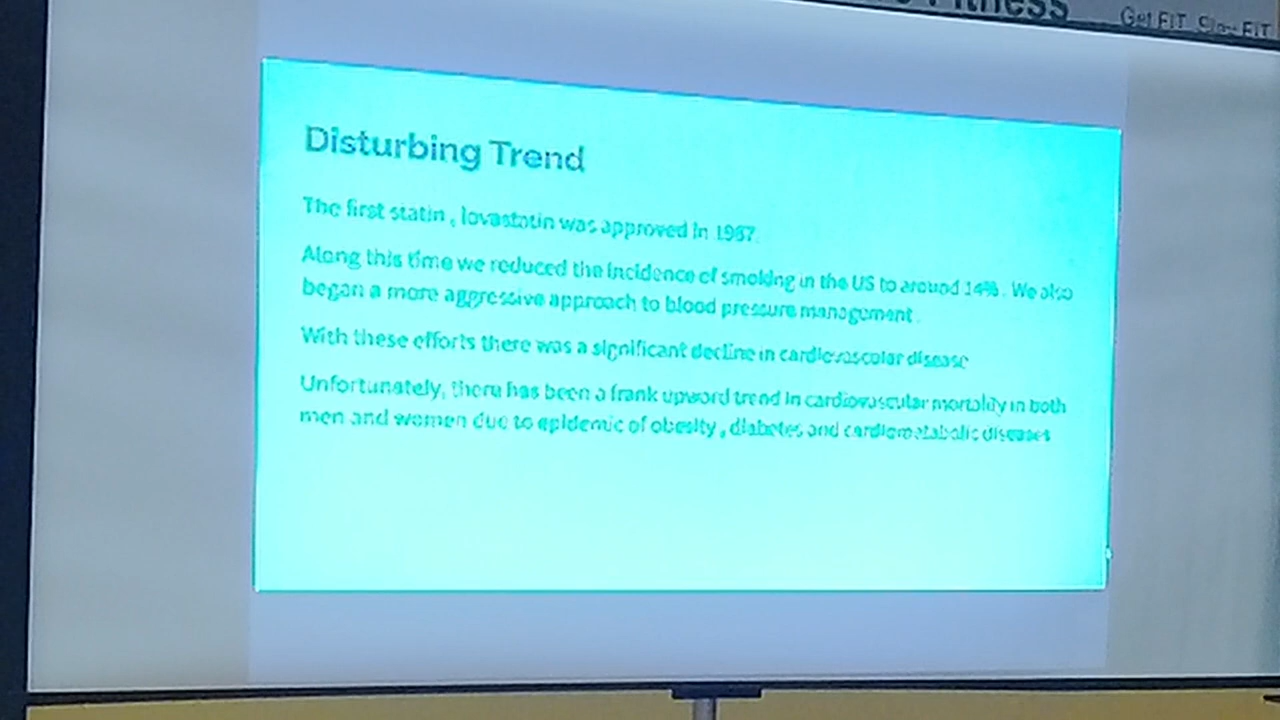 Fitness
Get FIT Stay FIT
Disturbing Trend
The first statin , lovastatin was approved in 1987.
Along this time we reduced the incidence of smoking in the US to around 14% . We also
began a more aggressive approach to blood pressure management .
With these efforts there was a significant decline in cardiovascular disease
Unfortunately, there has been a frank upward trend in cardiovascular mortality in both
men and women due to epidemic of obesity , diabetes and cardiometabolic diseases